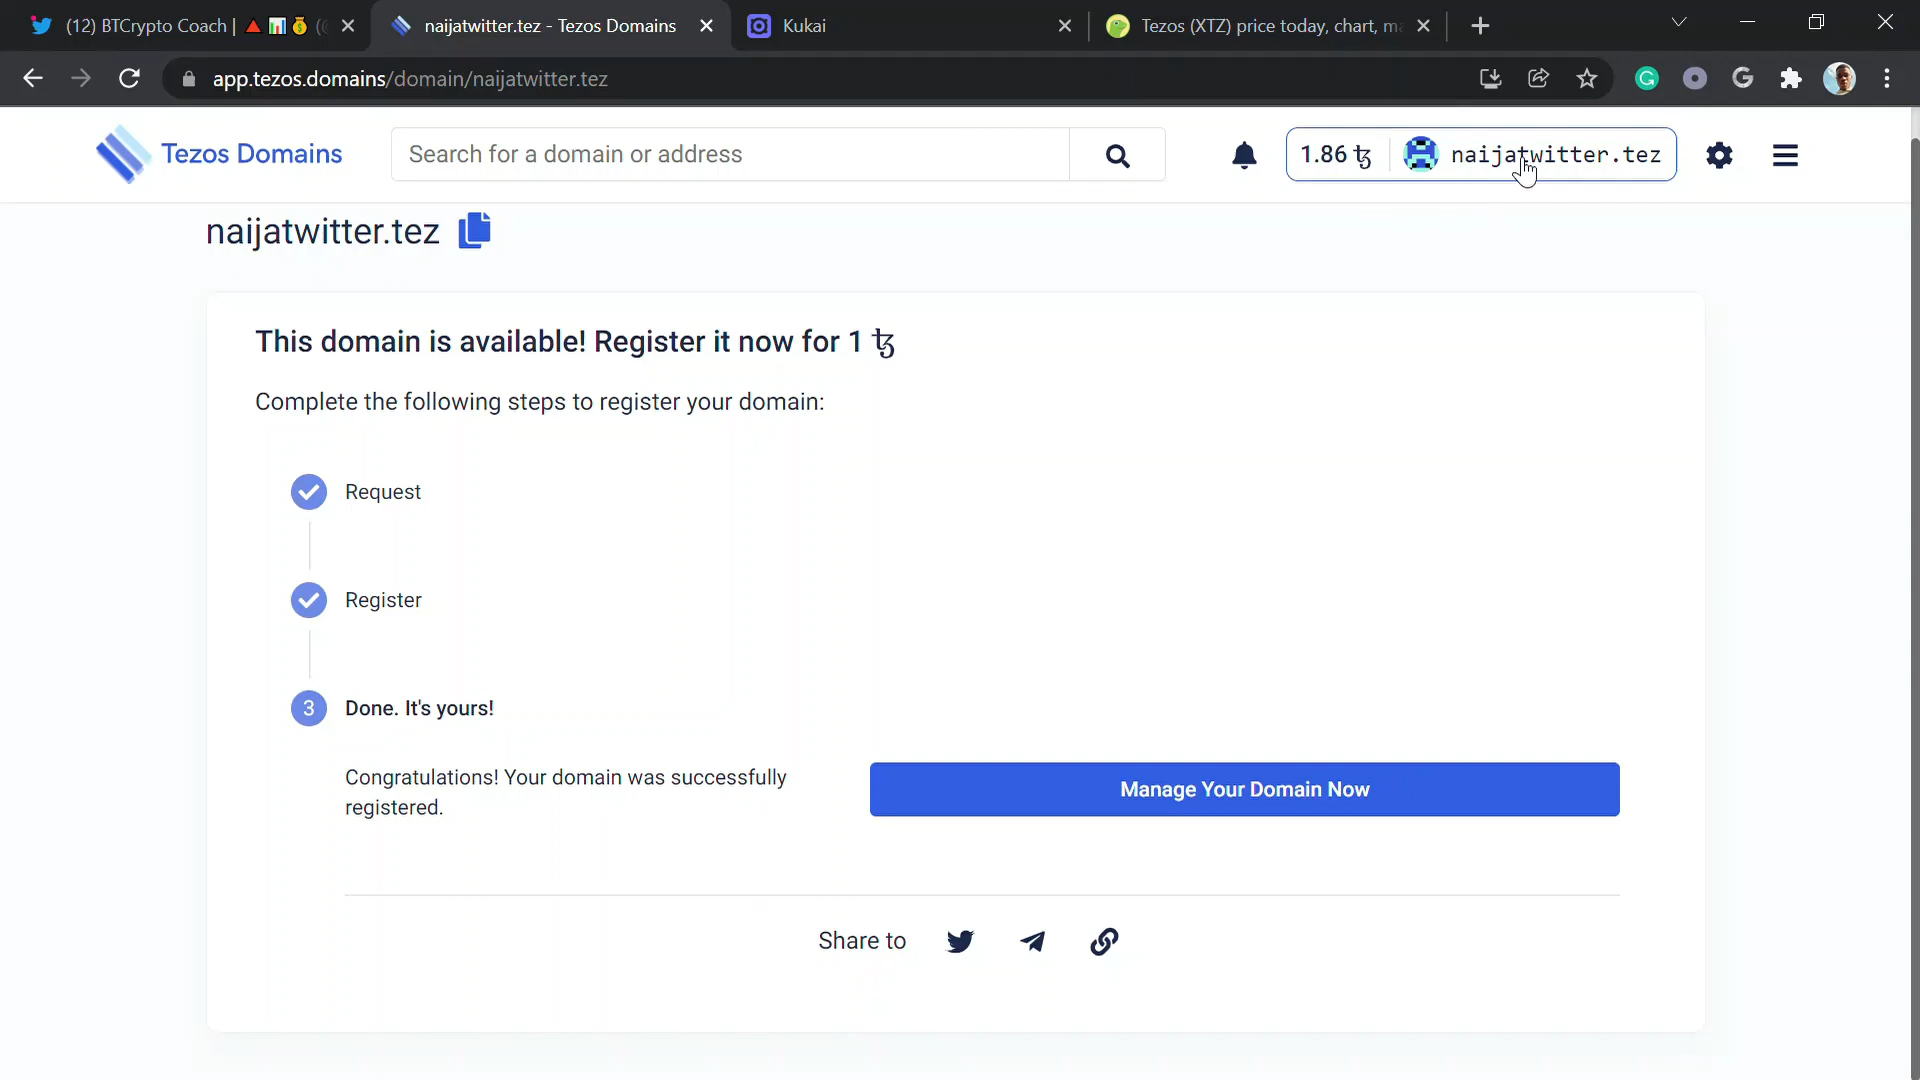 (12) BTCrypto Coach |
naijatwitter.tez - Tezos Domains
Kukai
Tezos (XTZ) price today, chart, ma
app.tezos.domains/domain/naijatwitter.tez
Tezos Domains
Search for a domain or address
1.86 ꜩ
naijatwitter.tez
naijatwitter.tez
This domain is available! Register it now for 1 ꜩ
Complete the following steps to register your domain:
Request
Register
3 Done. It's yours!
Congratulations! Your domain was successfully
registered.
Manage Your Domain Now
Share to